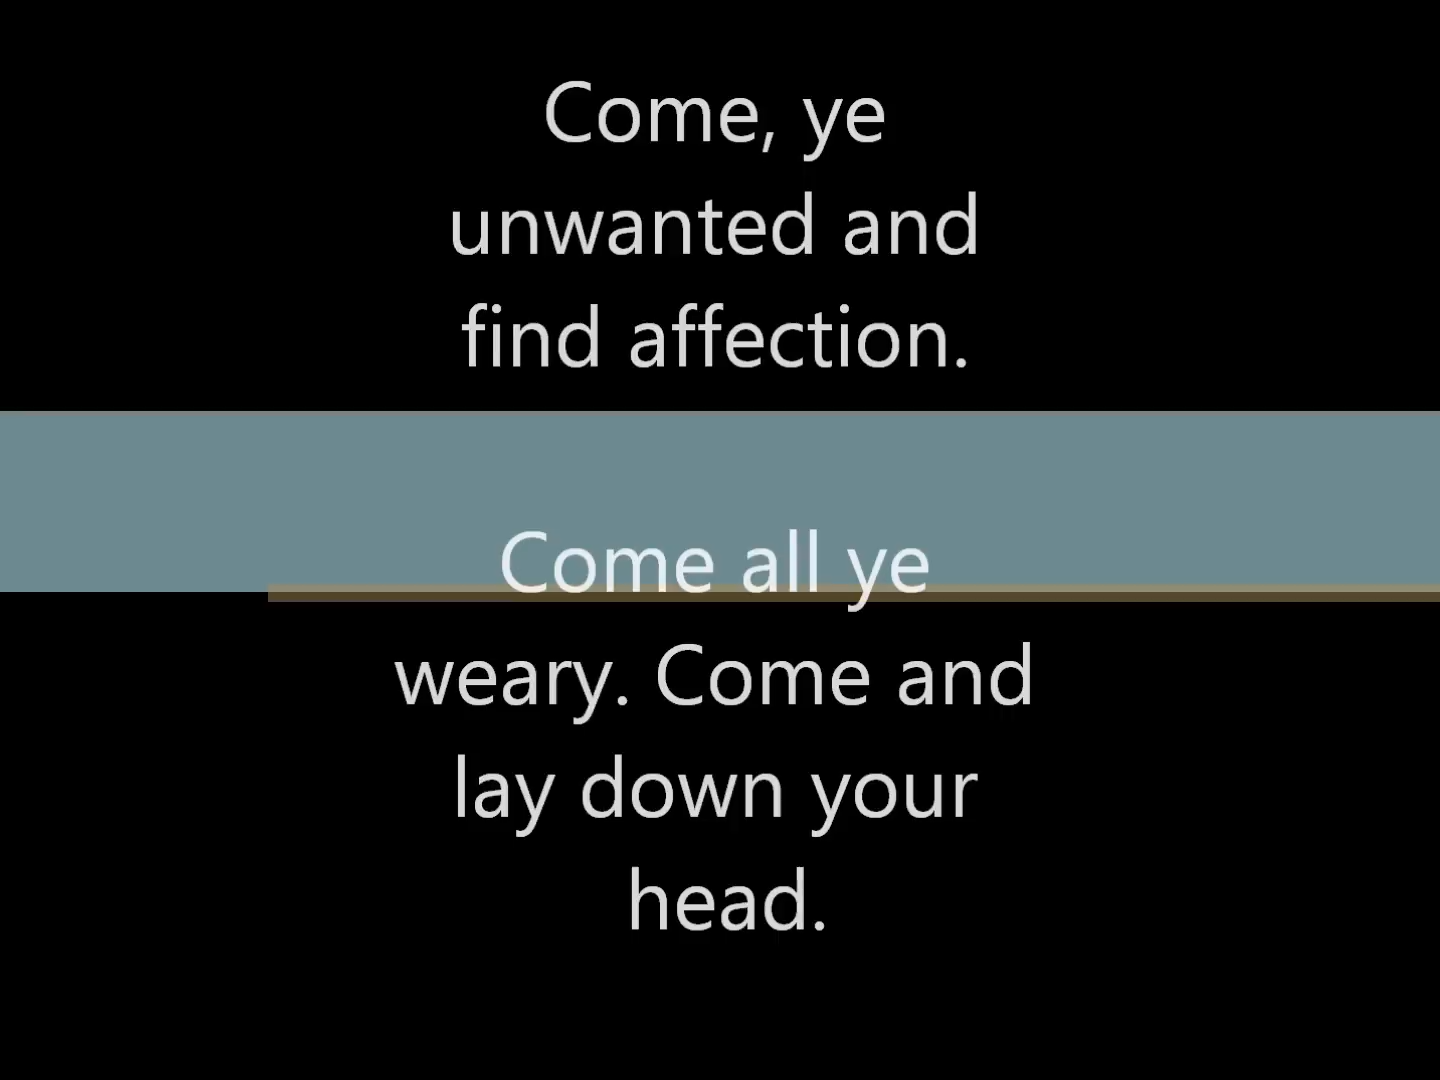 Come, ye
unwanted and
find affection.
Come all ye
weary. Come and
lay down your
head.